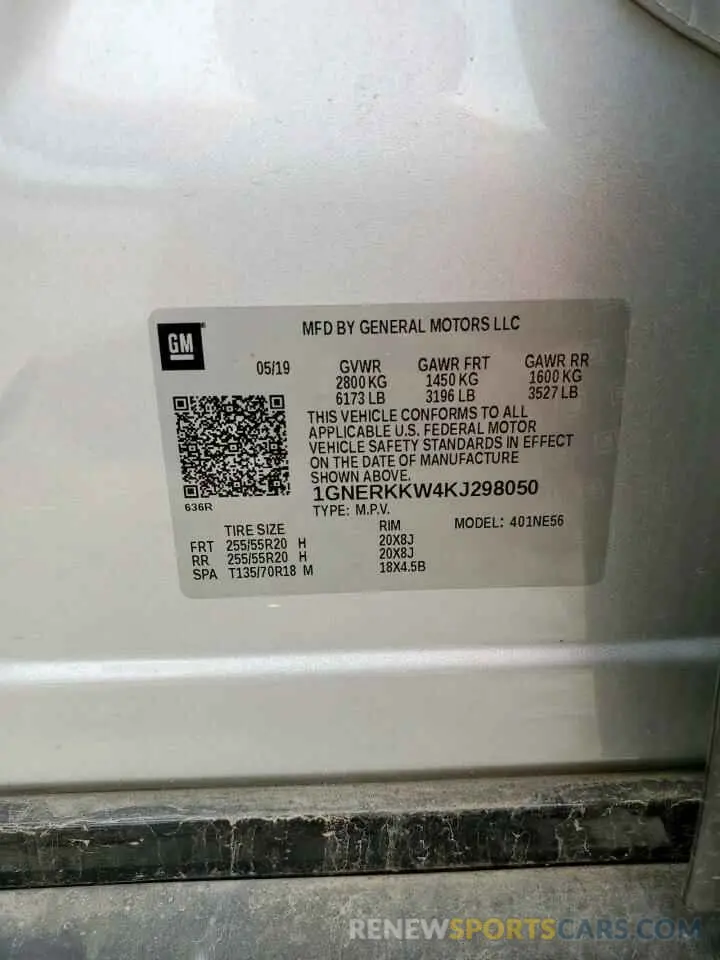 MFD BY GENERAL MOTORS LLC
GM
05/19 GVWR GAWR FRT GAWR RR
2800 KG 1450 KG 1600 KG
6173 LB 3196 LB 3527 LB
THIS VEHICLE CONFORMS TO ALL
APPLICABLE U.S. FEDERAL MOTOR
VEHICLE SAFETY STANDARDS IN EFFECT
ON THE DATE OF MANUFACTURE
SHOWN ABOVE.
1GNERKKW4KJ298050
636R
TYPE: M.P.V.
TIRE SIZE RIM MODEL: 401NE56
FRT 255/55R20 H 20X8J
RR 255/55R20 H 20X8J
SPA T135/70R18 M 18X4.5B
RENEWSPORTSCARS.COM